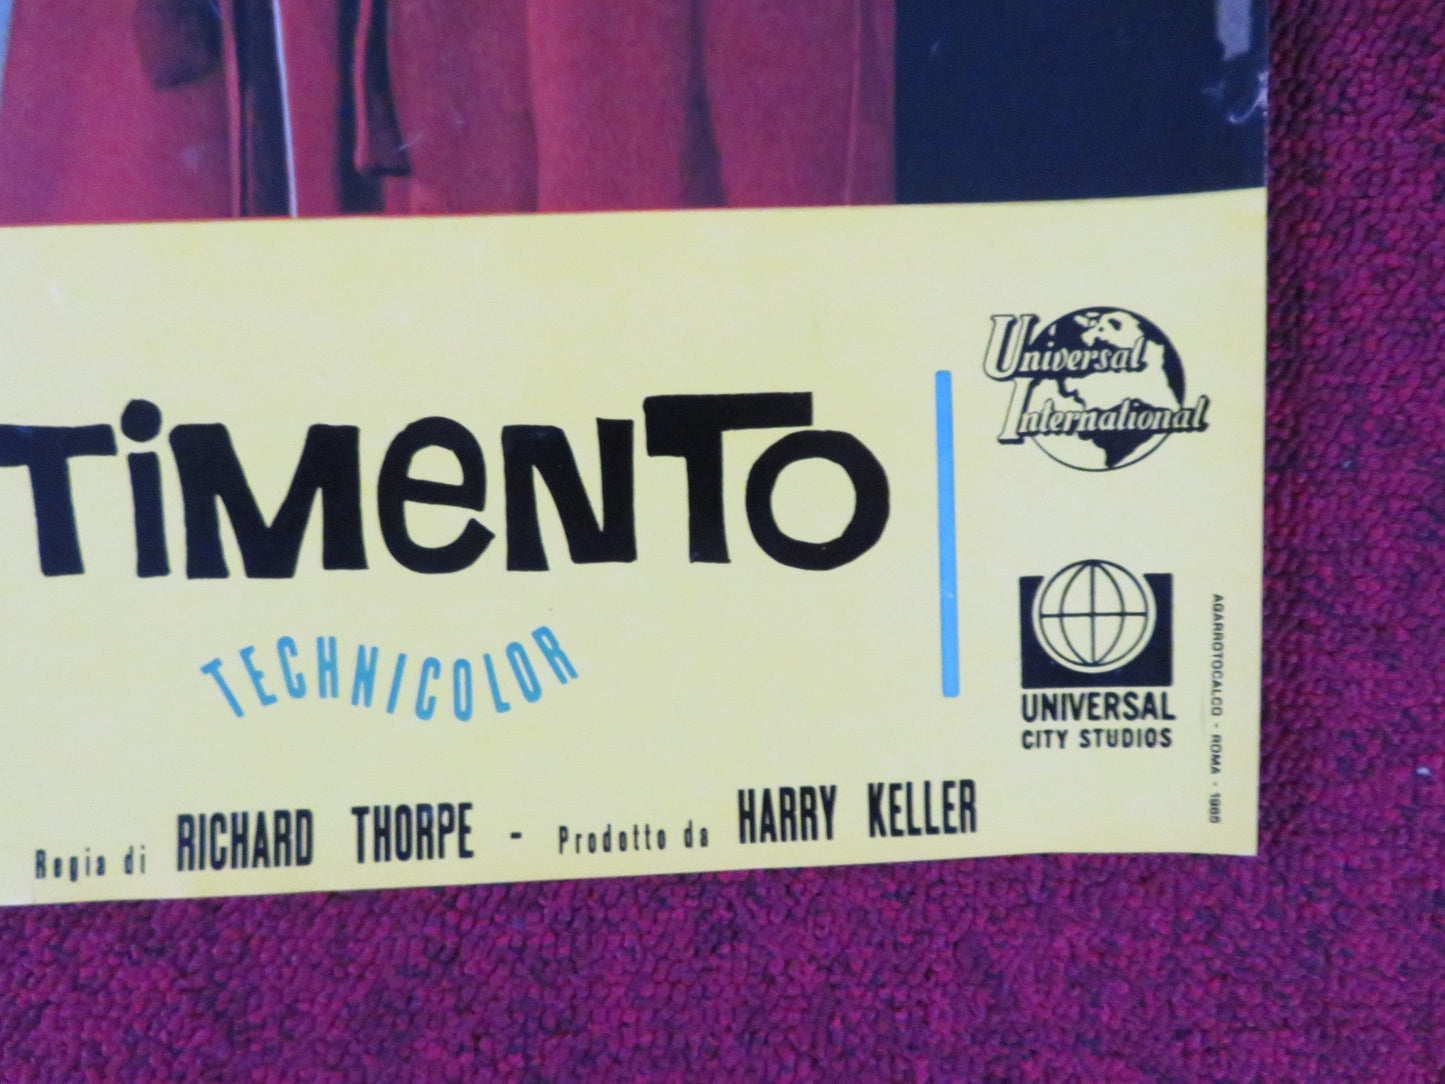 TiMeNTo
TECHNICOLOR
Regia di RICHARD THORPE - Prodotto da HARRY KELLER
Universal
International
UNIVERSAL
CITY STUDIOS
AGARROTOCALCO - ROMA - 1965